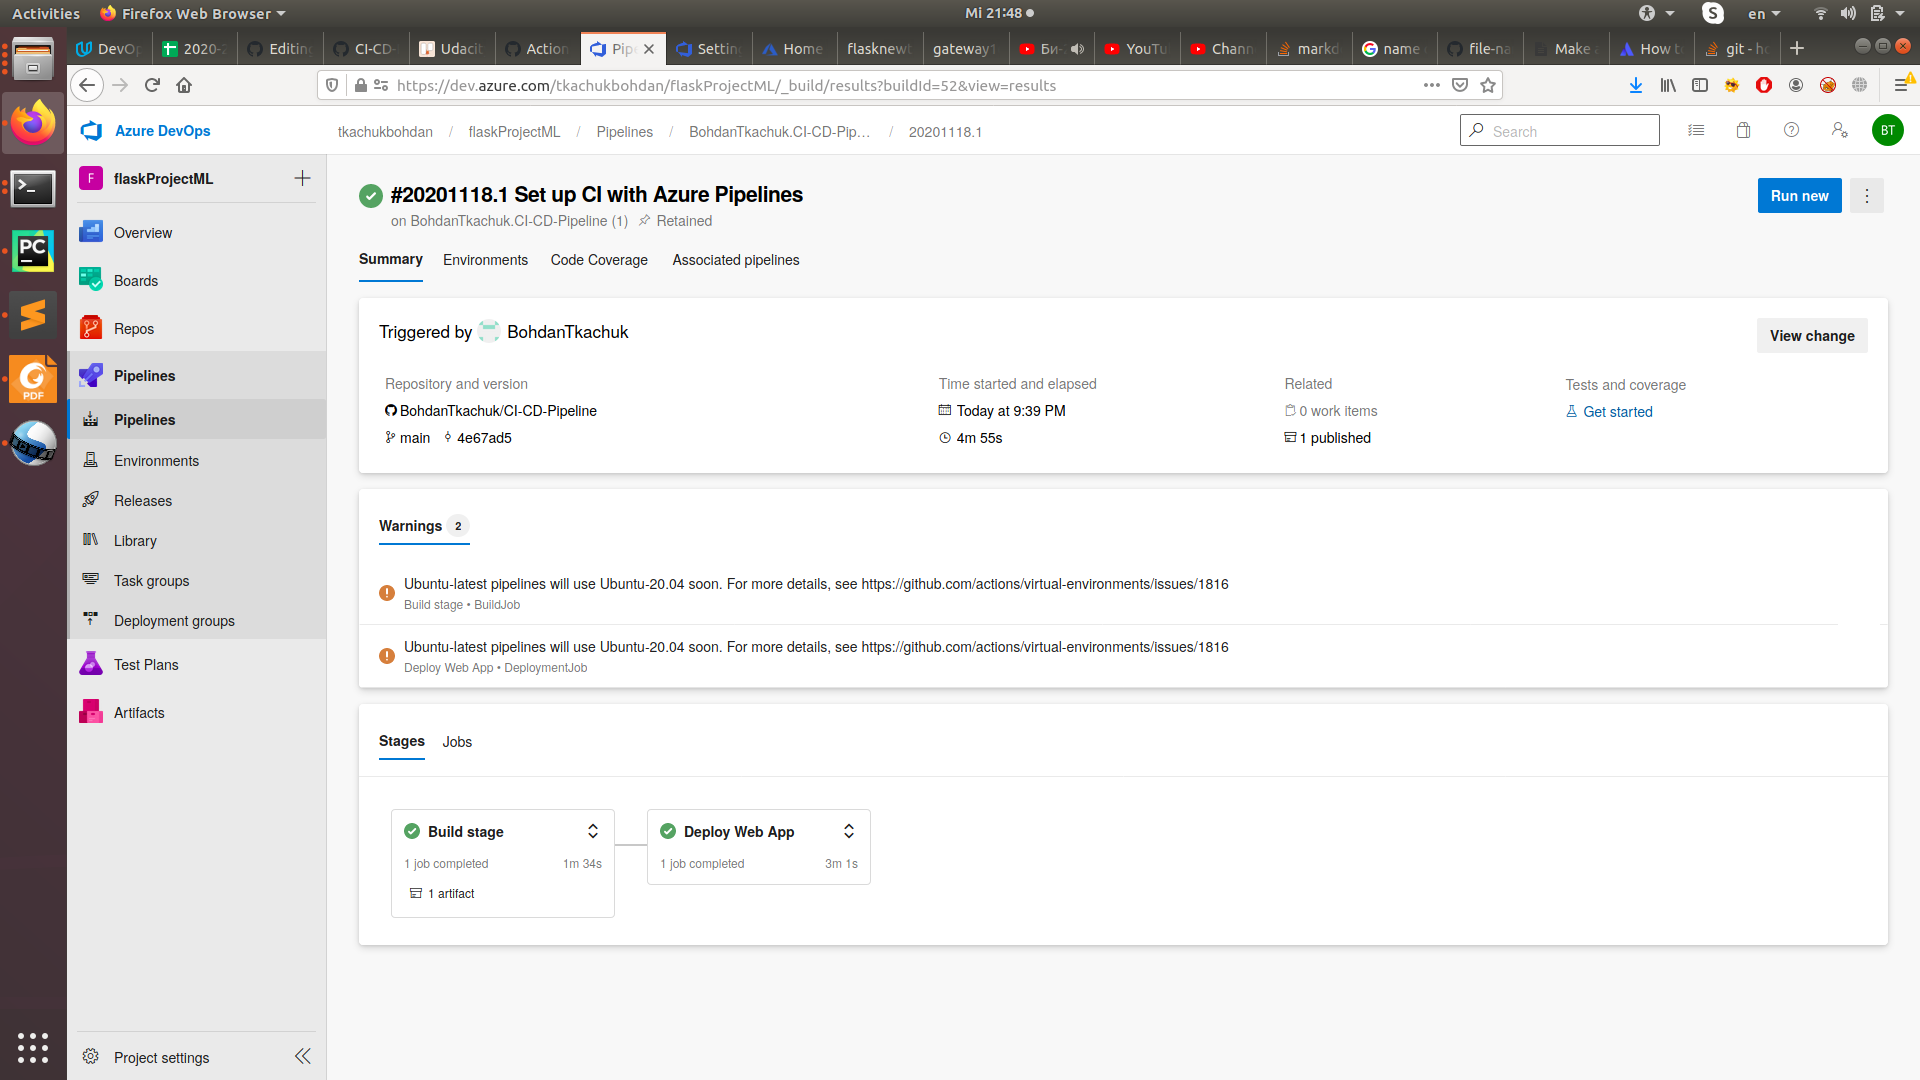 Activities Firefox Web Browser Mi 21:48 en
DevOp 2020-2 Editing CI-CD- Udacit Action Pipe Settin Home flasknewt gateway1 Би- YouTu Chann markd name file-na Make How t git - ho
https://dev.azure.com/tkachukbohdan/flaskProjectML/_build/results?buildId=52&view=results
Azure DevOps tkachukbohdan / flaskProjectML / Pipelines / BohdanTkachuk.CI-CD-Pip... / 20201118.1 Search BT
F flaskProjectML
Overview
Boards
Repos
Pipelines
Pipelines
Environments
Releases
Library
Task groups
Deployment groups
Test Plans
Artifacts
Project settings
#20201118.1 Set up CI with Azure Pipelines
on BohdanTkachuk.CI-CD-Pipeline (1) Retained
Run new
Summary Environments Code Coverage Associated pipelines
Triggered by BohdanTkachuk
View change
Repository and version Time started and elapsed Related Tests and coverage
BohdanTkachuk/CI-CD-Pipeline Today at 9:39 PM 0 work items Get started
main 4e67ad5 4m 55s 1 published
Warnings 2
Ubuntu-latest pipelines will use Ubuntu-20.04 soon. For more details, see https://github.com/actions/virtual-environments/issues/1816
Build stage • BuildJob
Ubuntu-latest pipelines will use Ubuntu-20.04 soon. For more details, see https://github.com/actions/virtual-environments/issues/1816
Deploy Web App • DeploymentJob
Stages Jobs
Build stage Deploy Web App
1 job completed 1m 34s 1 job completed 3m 1s
1 artifact
PC
PDF